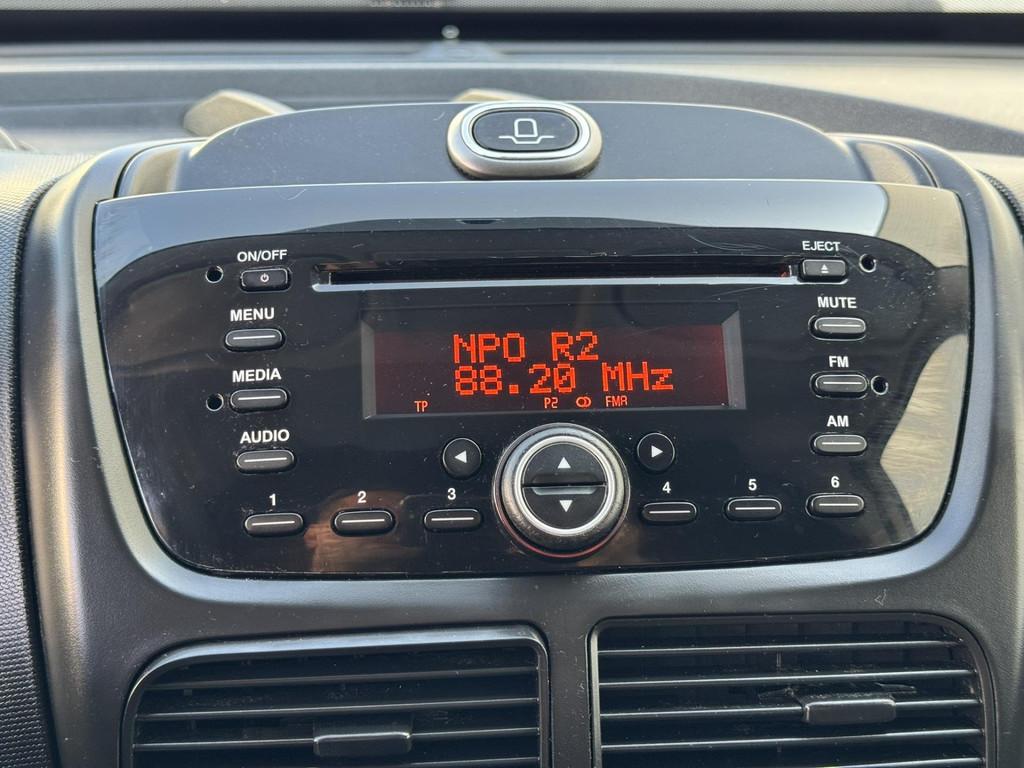 ON/OFF
EJECT
MENU
MUTE
NPO R2
88.20 MHz
TP P2 FMA
MEDIA
FM
AUDIO
AM
1 2 3 4 5 6